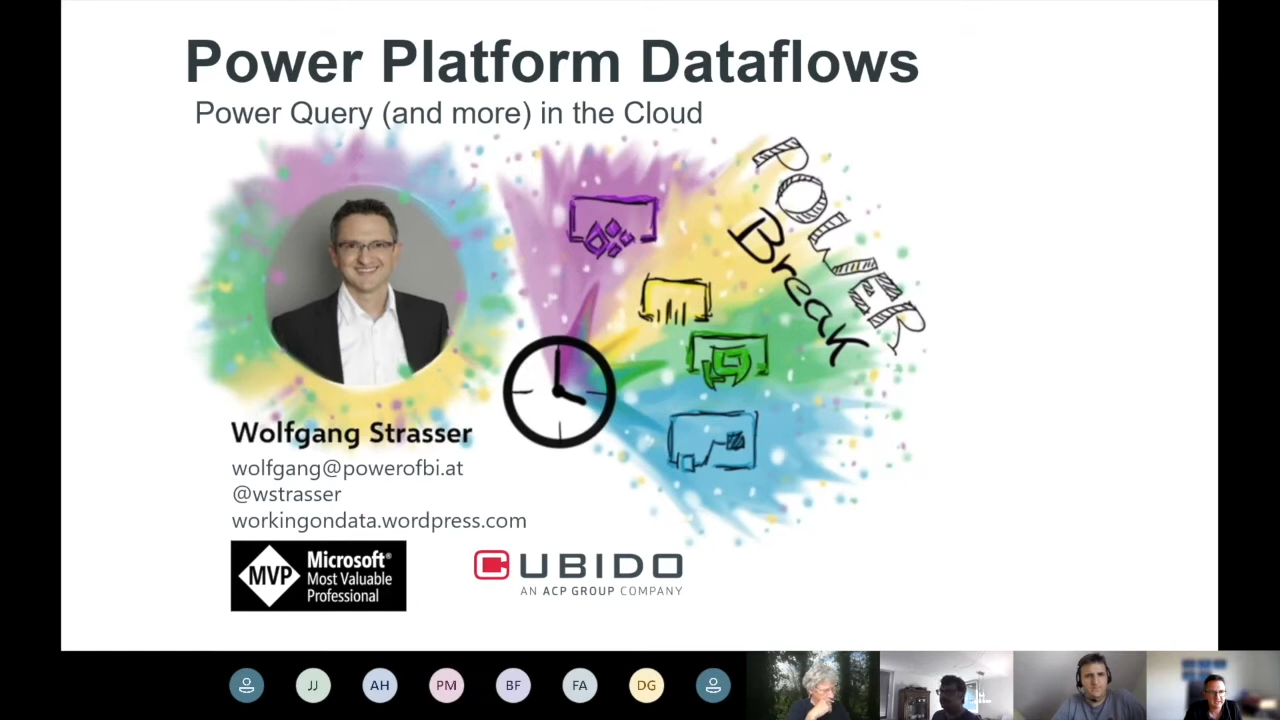 Power Platform Dataflows
Power Query (and more) in the Cloud
POWER
Break
Wolfgang Strasser
wolfgang@powerofbi.at
@wstrasser
workingondata.wordpress.com
MVP
Microsoft®
Most Valuable
Professional
CUBIDO
AN ACP GROUP COMPANY
JJ
AH
PM
BF
FA
DG